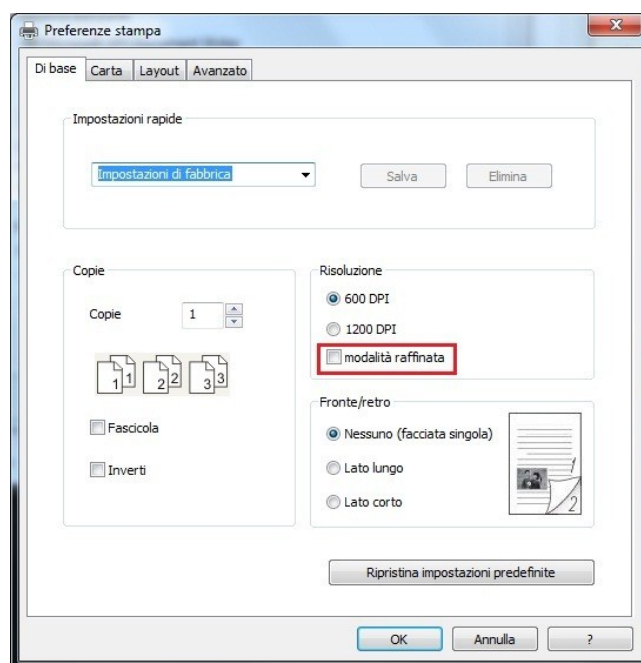 Preferenze stampa
x
Di base Carta Layout Avanzato
Impostazioni rapide
Impostazioni di fabbrica
Salva Elimina
Copie
Copie 1
1 1 2 2 3 3
Fascicola
Inverti
Risoluzione
600 DPI
1200 DPI
modalità raffinata
Fronte/retro
Nessuno (facciata singola)
Lato lungo
Lato corto
1
2
Ripristina impostazioni predefinite
OK Annulla ?